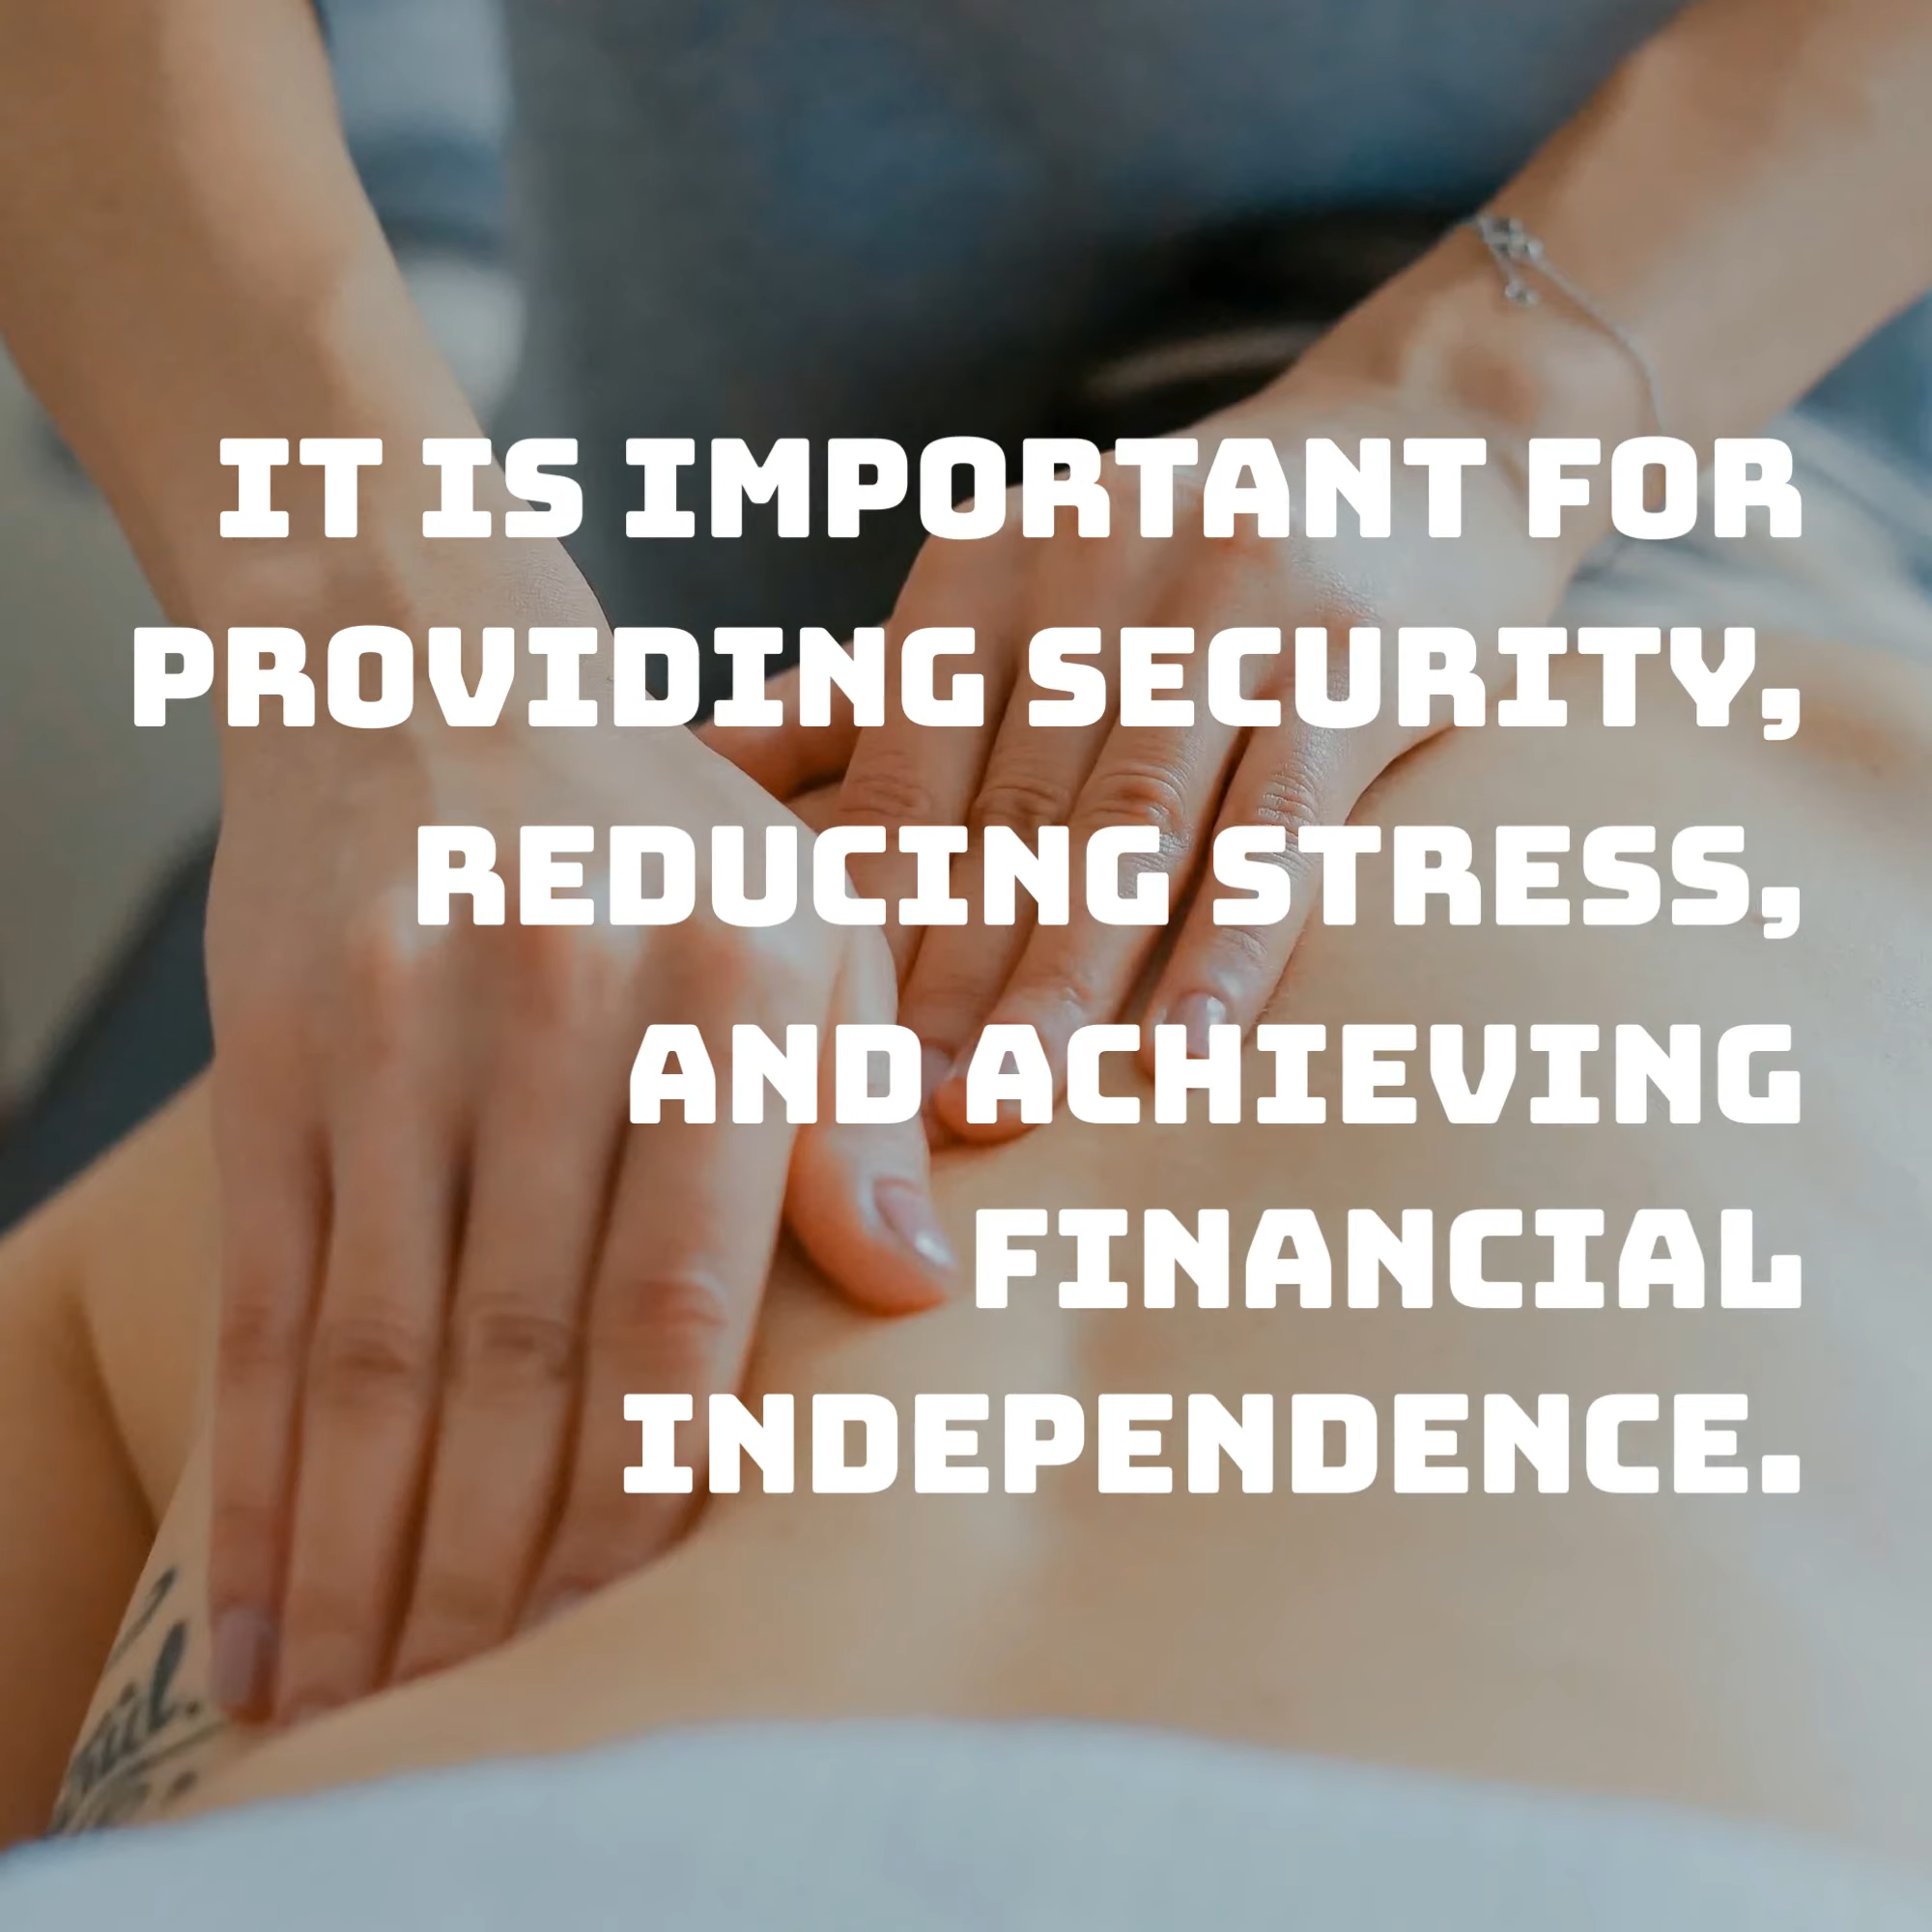 IT IS IMPORTANT FOR
PROVIDING SECURITY,
REDUCING STRESS,
AND ACHIEVING
FINANCIAL
INDEPENDENCE.